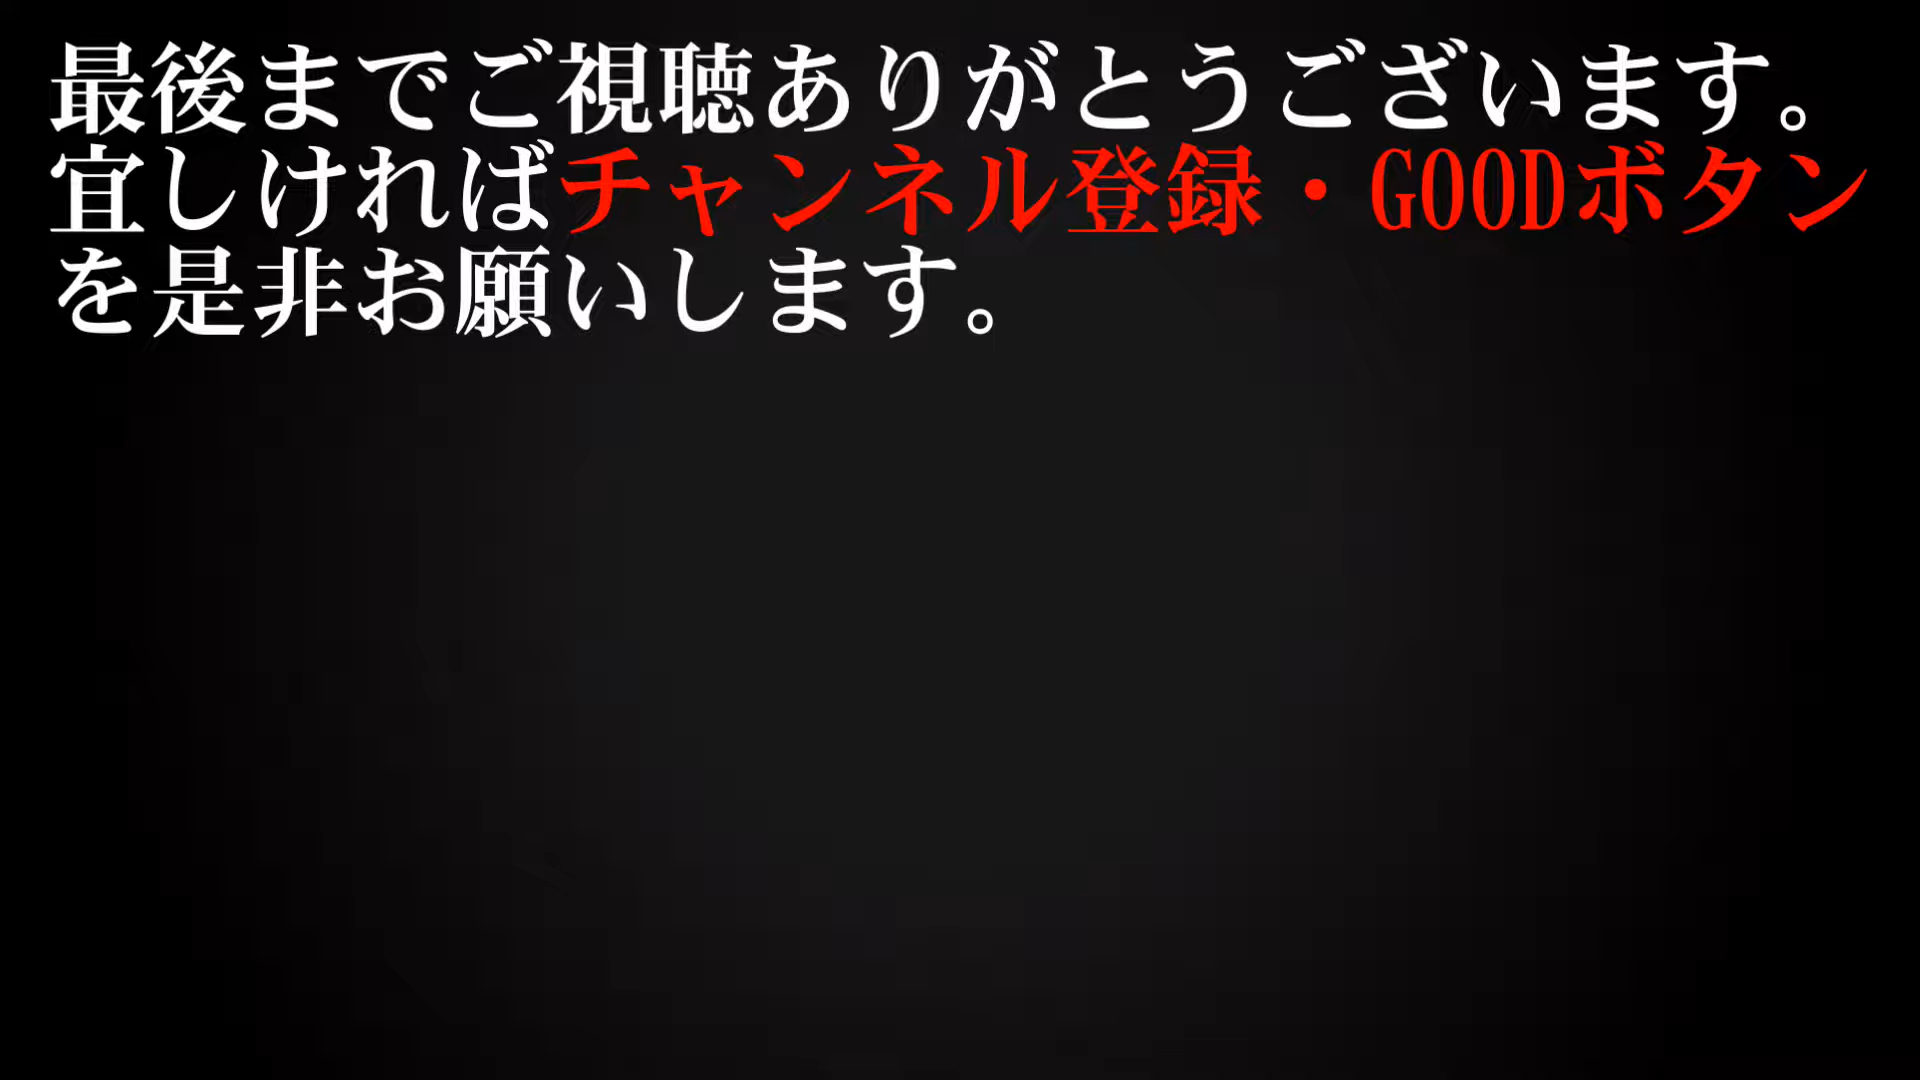 最後までご視聴ありがとうございます。
宜しければチャンネル登録・GOODボタン
を是非お願いします。